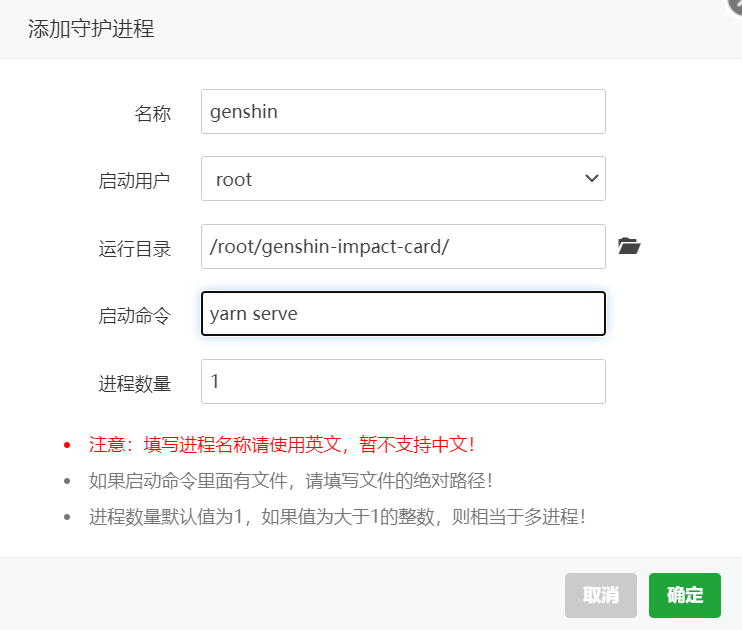 添加守护进程
名称 genshin
启动用户 root
运行目录 /root/genshin-impact-card/
启动命令 yarn serve
进程数量 1
注意：填写进程名称请使用英文，暂不支持中文！
如果启动命令里面有文件，请填写文件的绝对路径！
进程数量默认值为1，如果值为大于1的整数，则相当于多进程！
取消 确定